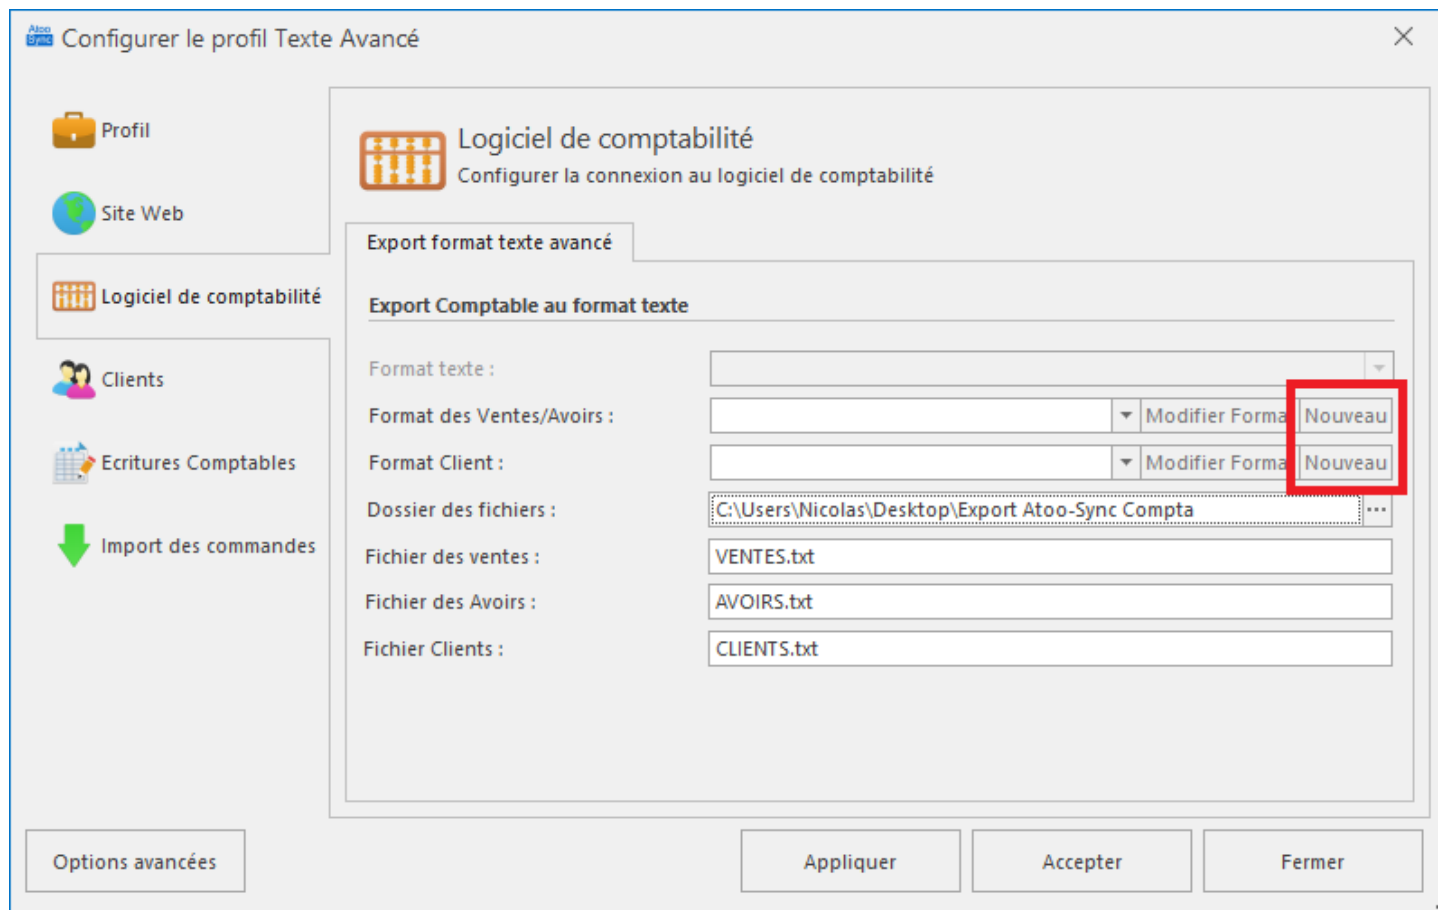 Atoo
Sync
Configurer le profil Texte Avancé
Profil
Site Web
Logiciel de comptabilité
Clients
Ecritures Comptables
Import des commandes
Logiciel de comptabilité
Configurer la connexion au logiciel de comptabilité
Export format texte avancé
Export Comptable au format texte
Format texte :
Format des Ventes/Avoirs : Modifier Forma Nouveau
Format Client : Modifier Forma Nouveau
Dossier des fichiers : C:\Users\Nicolas\Desktop\Export Atoo-Sync Compta ...
Fichier des ventes : VENTES.txt
Fichier des Avoirs : AVOIRS.txt
Fichier Clients : CLIENTS.txt
Options avancées Appliquer Accepter Fermer